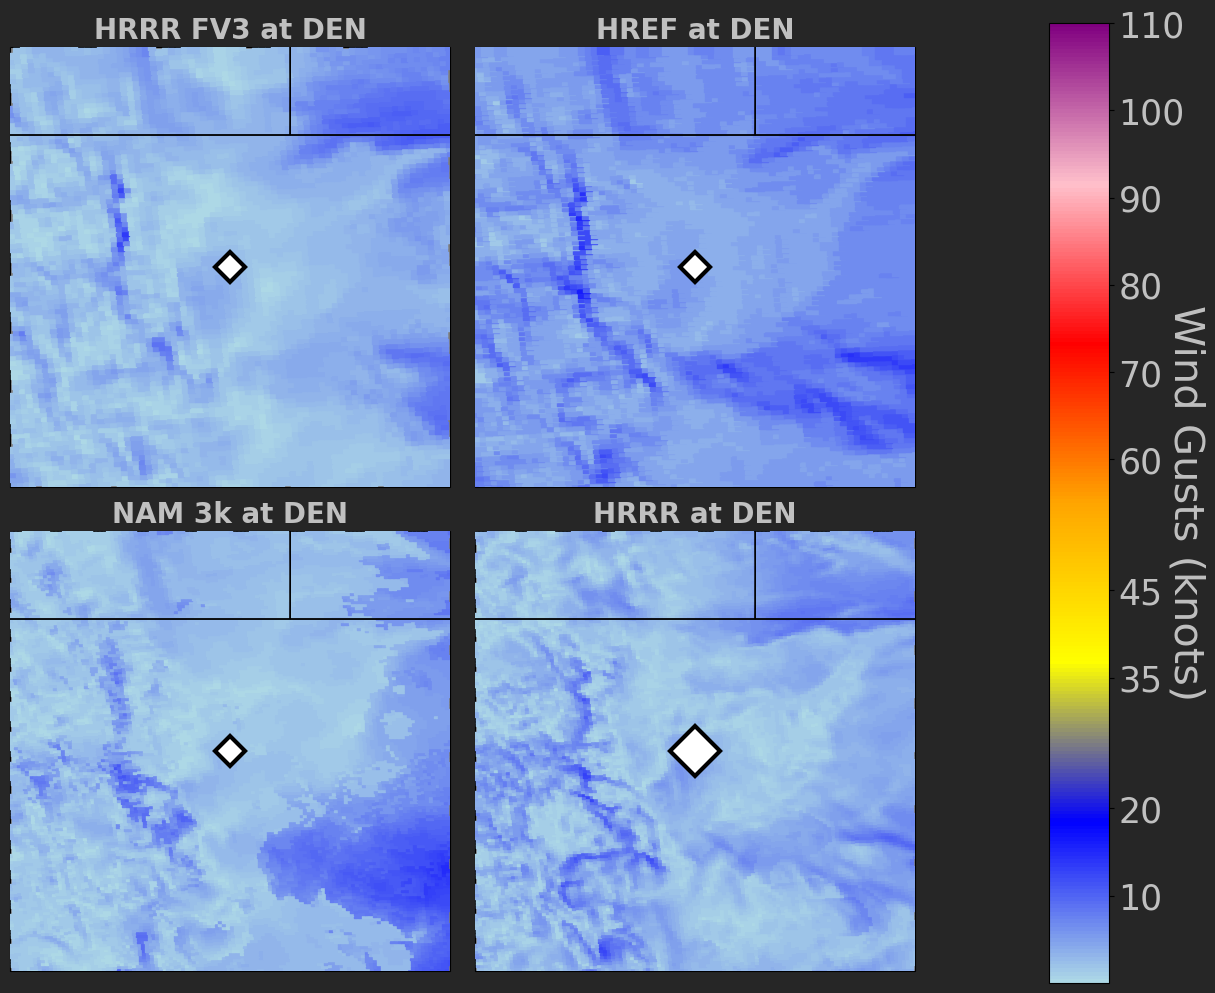 HRRR FV3 at DEN
HREF at DEN
NAM 3k at DEN
HRRR at DEN
110
100
90
80
70
60
45
35
20
10
Wind Gusts (knots)